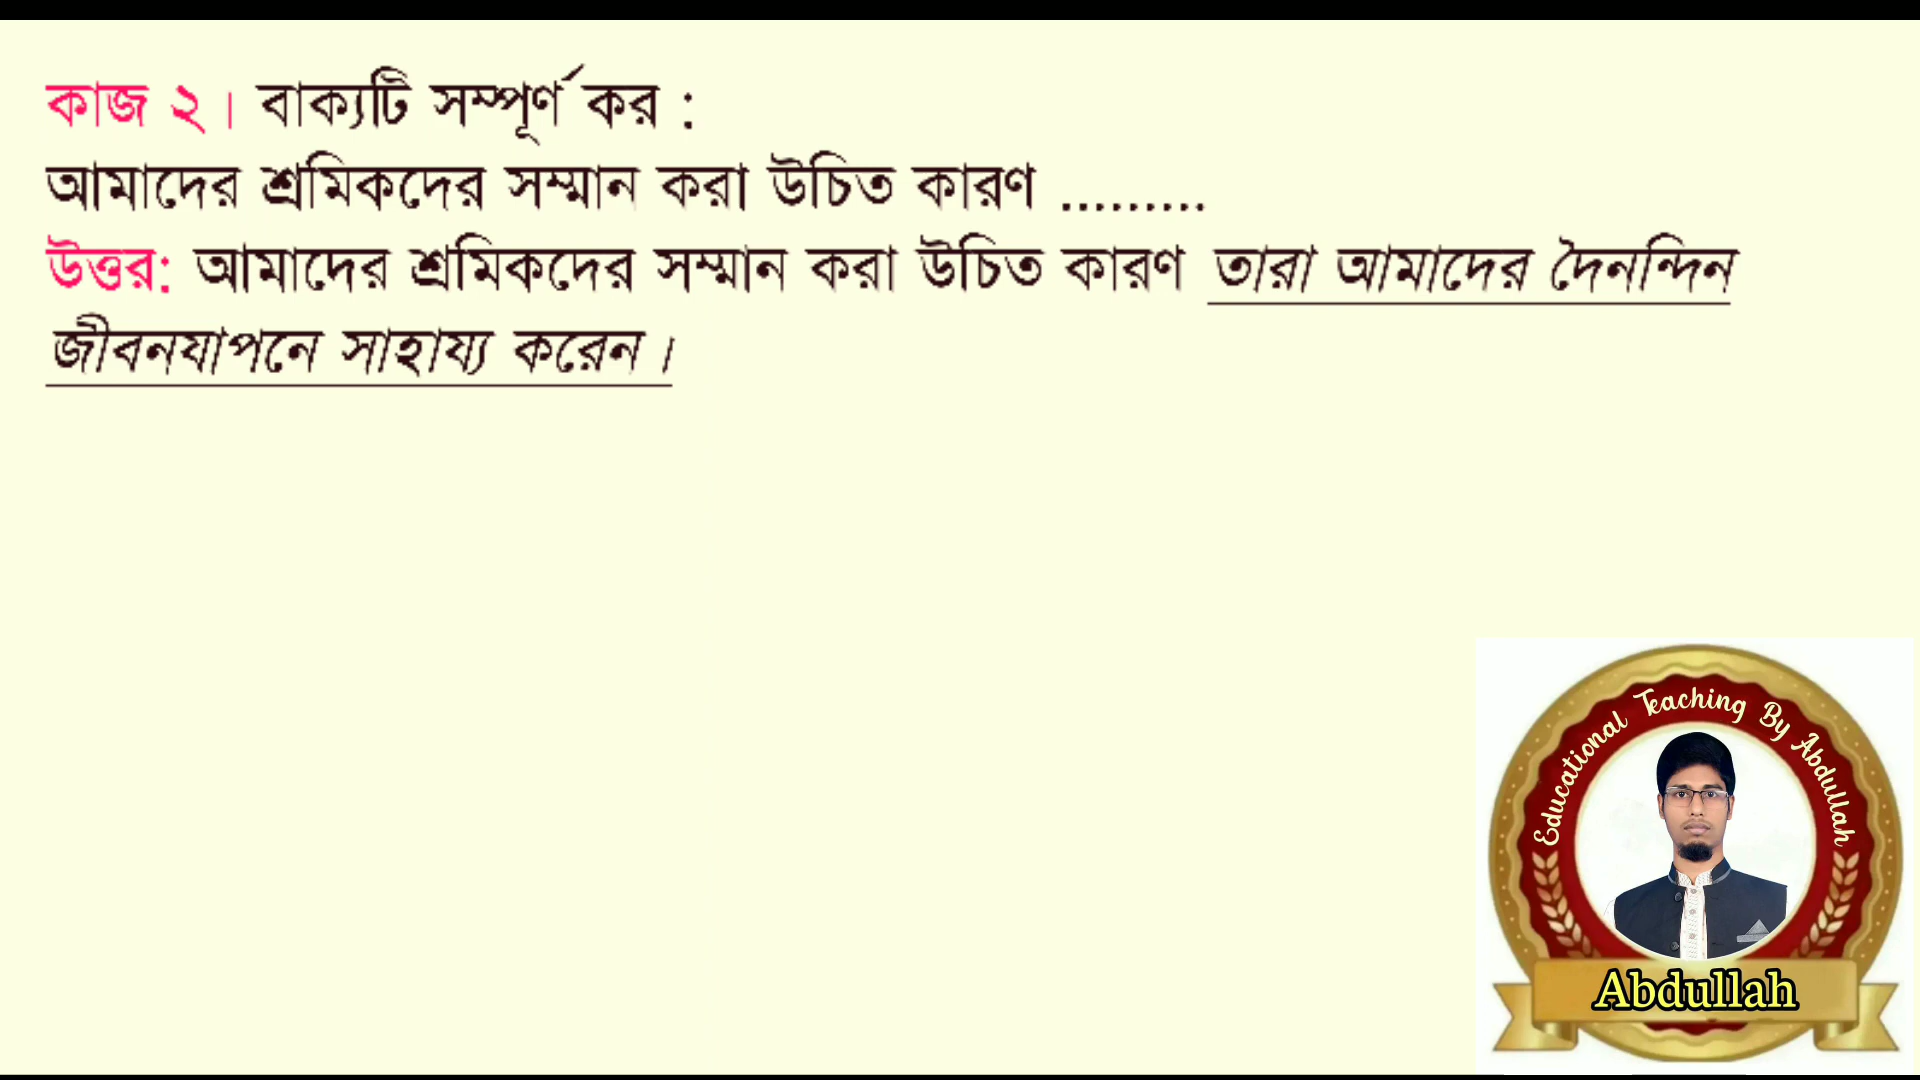 কাজ ২। বাক্যটি সম্পূর্ণ কর :
আমাদের শ্রমিকদের সম্মান করা উচিত কারণ .........
উত্তর: আমাদের শ্রমিকদের সম্মান করা উচিত কারণ তারা আমাদের দৈনন্দিন
জীবনযাপনে সাহায্য করেন।
Educational Teaching By Abdullah
Abdullah